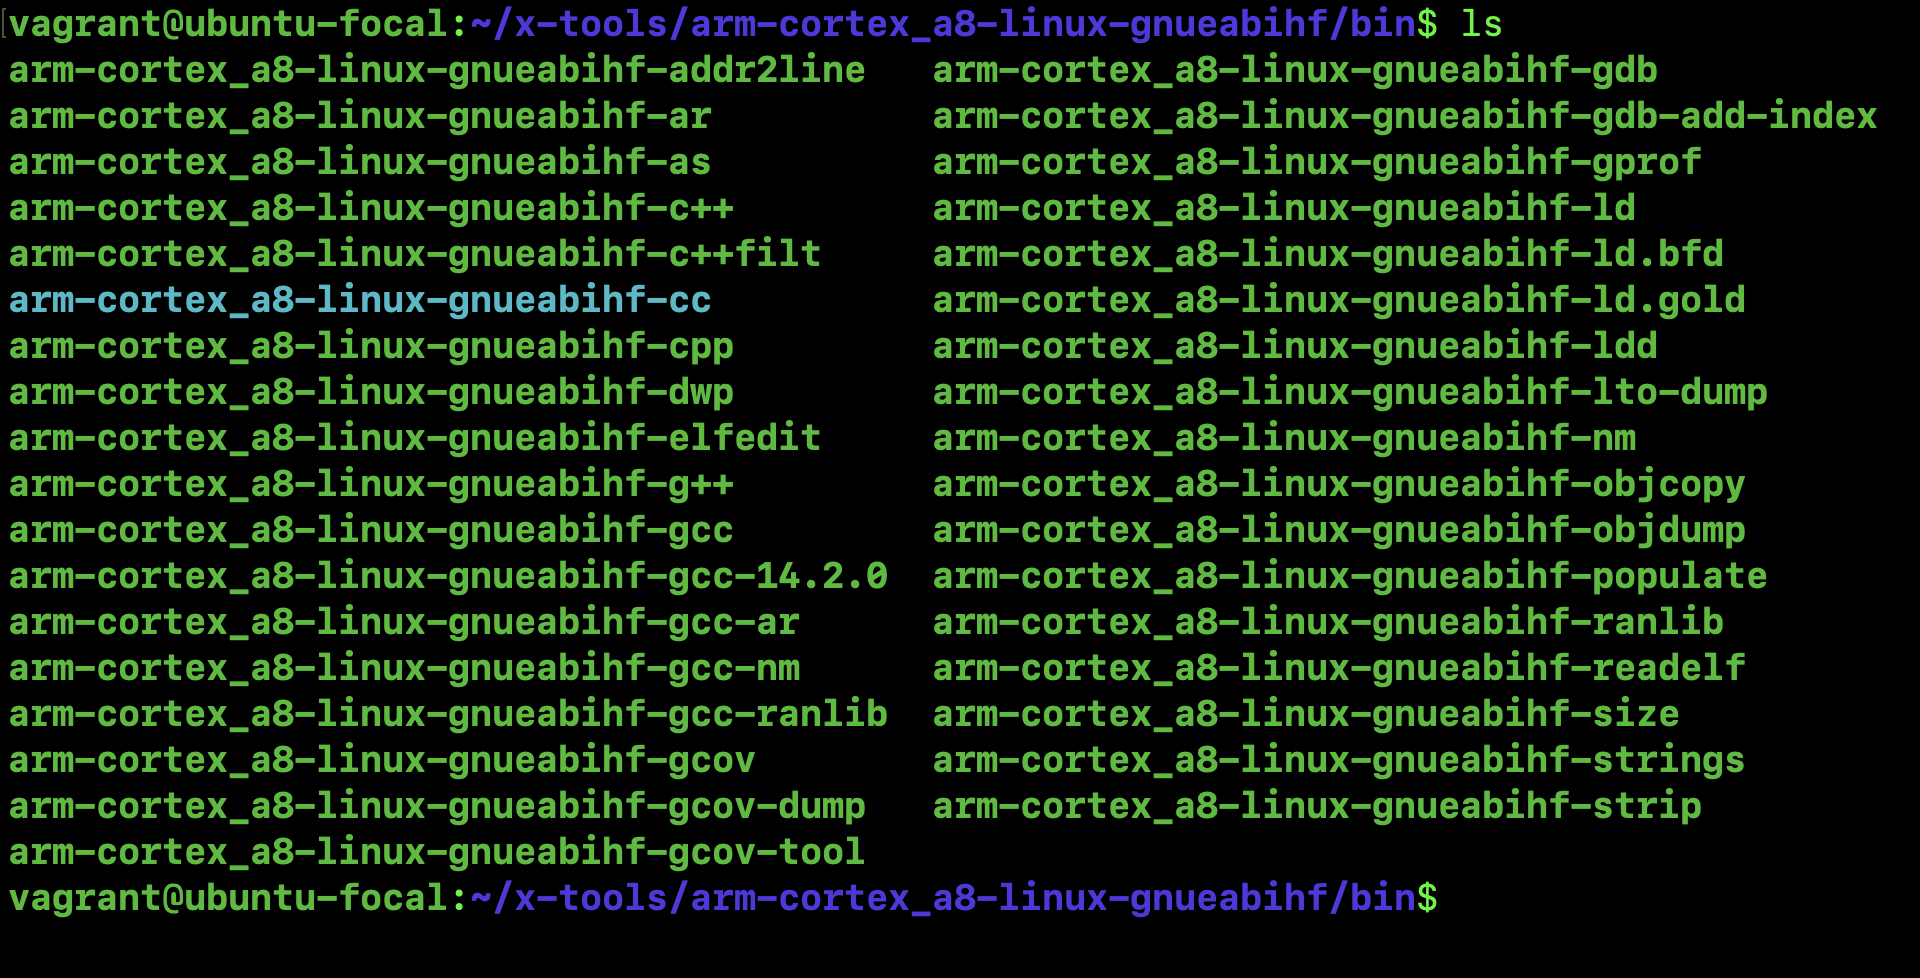 vagrant@ubuntu-focal:~/x-tools/arm-cortex_a8-linux-gnueabihf/bin$ ls
arm-cortex_a8-linux-gnueabihf-addr2line   arm-cortex_a8-linux-gnueabihf-gdb
arm-cortex_a8-linux-gnueabihf-ar          arm-cortex_a8-linux-gnueabihf-gdb-add-index
arm-cortex_a8-linux-gnueabihf-as          arm-cortex_a8-linux-gnueabihf-gprof
arm-cortex_a8-linux-gnueabihf-c++         arm-cortex_a8-linux-gnueabihf-ld
arm-cortex_a8-linux-gnueabihf-c++filt     arm-cortex_a8-linux-gnueabihf-ld.bfd
arm-cortex_a8-linux-gnueabihf-cc          arm-cortex_a8-linux-gnueabihf-ld.gold
arm-cortex_a8-linux-gnueabihf-cpp         arm-cortex_a8-linux-gnueabihf-ldd
arm-cortex_a8-linux-gnueabihf-dwp         arm-cortex_a8-linux-gnueabihf-lto-dump
arm-cortex_a8-linux-gnueabihf-elfedit     arm-cortex_a8-linux-gnueabihf-nm
arm-cortex_a8-linux-gnueabihf-g++         arm-cortex_a8-linux-gnueabihf-objcopy
arm-cortex_a8-linux-gnueabihf-gcc         arm-cortex_a8-linux-gnueabihf-objdump
arm-cortex_a8-linux-gnueabihf-gcc-14.2.0  arm-cortex_a8-linux-gnueabihf-populate
arm-cortex_a8-linux-gnueabihf-gcc-ar      arm-cortex_a8-linux-gnueabihf-ranlib
arm-cortex_a8-linux-gnueabihf-gcc-nm      arm-cortex_a8-linux-gnueabihf-readelf
arm-cortex_a8-linux-gnueabihf-gcc-ranlib  arm-cortex_a8-linux-gnueabihf-size
arm-cortex_a8-linux-gnueabihf-gcov        arm-cortex_a8-linux-gnueabihf-strings
arm-cortex_a8-linux-gnueabihf-gcov-dump   arm-cortex_a8-linux-gnueabihf-strip
arm-cortex_a8-linux-gnueabihf-gcov-tool
vagrant@ubuntu-focal:~/x-tools/arm-cortex_a8-linux-gnueabihf/bin$